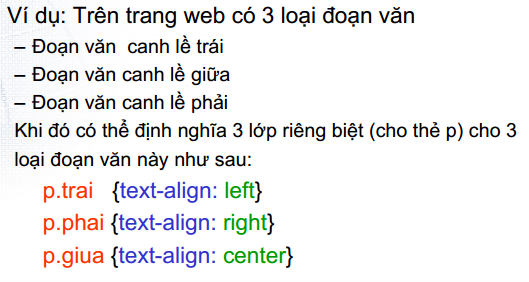 Ví dụ: Trên trang web có 3 loại đoạn văn
– Đoạn văn canh lề trái
– Đoạn văn canh lề giữa
– Đoạn văn canh lề phải
Khi đó có thể định nghĩa 3 lớp riêng biệt (cho thẻ p) cho 3
loại đoạn văn này như sau:
p.trai {text-align: left}
p.phai {text-align: right}
p.giua {text-align: center}